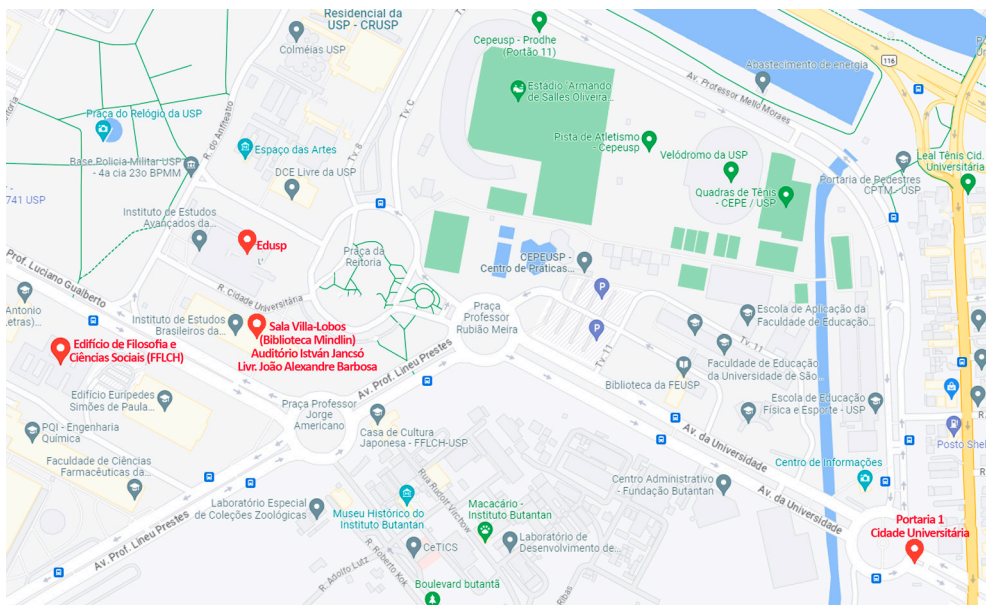 Residencial da
USP - CRUSP
Colméias USP
Tv. C
Cepeusp - Prodhe
(Portão 11)
Estádio 'Armando
de Salles Oliveira...
Abastecimento de energia
116
Av. Professor Mello Moraes
Praça do Relógio da USP
R. do Anfiteatro
Espaço das Artes
Tv. 8
Pista de Atletismo -
Cepeusp
Velódromo da USP
Leal Tênis Cid.
Universitária
Base Polícia Militar USP
- 4a cia 23o BPMM
DCE Livre da USP
Portaria de Pedestres
CPTM - USP
Quadras de Tênis
- CEPE / USP
741 USP
Instituto de Estudos
Avançados da...
Edusp
Praça da
Reitoria
CEPEUSP -
Centro de Práticas...
P
Prof. Luciano Gualberto
R. Cidade Universitária
Praça
Professor
Rubião Meira
P
Escola de Aplicação da
Faculdade de Educação...
Antonio
Letras)...
Instituto de Estudos
Brasileiros da...
Sala Villa-Lobos
(Biblioteca Mindlin)
Auditório István Jancsó
Livr. João Alexandre Barbosa
Tv. 11
Tv. 11
Edifício de Filosofia e
Ciências Sociais (FFLCH)
Av. Prof. Lineu Prestes
Faculdade de Educação
da Universidade de São...
Biblioteca da FEUSP
Edifício Eurípedes
Simões de Paula...
Praça Professor
Jorge
Americano
Escola de Educação
Física e Esporte - USP
PQI - Engenharia
Química
Casa de Cultura
Japonesa - FFLCH-USP
Av. da Universidade
Posto Shel
Faculdade de Ciências
Farmacêuticas da...
Rua Rudolf Virchow
Centro de Informações
Centro Administrativo
- Fundação Butantan
Av. da Universidade
Laboratório Especial
de Coleções Zoológicas
Museu Histórico do
Instituto Butantan
Macacário -
Instituto Butantan
Portaria 1
Cidade Universitária
Av. Prof. Lineu Prestes
CeTICS
Laboratório de
Desenvolvimento de...
R. Adolfo Lutz
R. Roberto Kok
Ribas
Boulevard butantã